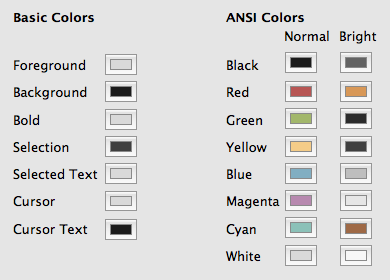 Basic Colors
Foreground
Background
Bold
Selection
Selected Text
Cursor
Cursor Text
ANSI Colors
Normal Bright
Black
Red
Green
Yellow
Blue
Magenta
Cyan
White